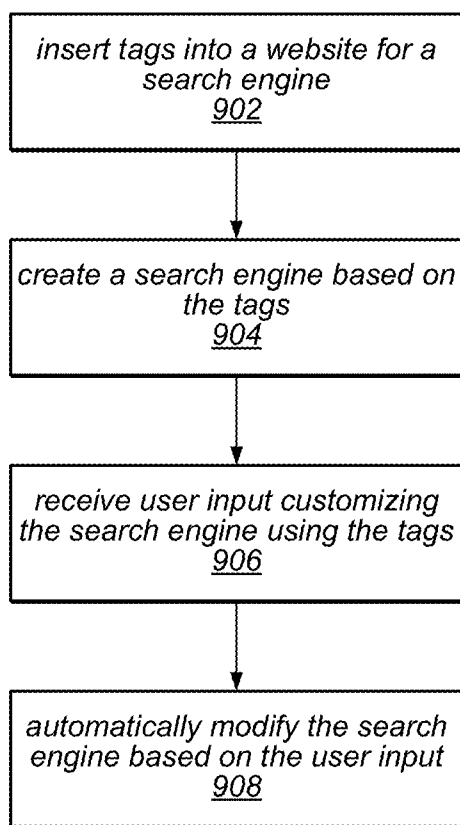 insert tags into a website for a
search engine
902
create a search engine based on
the tags
904
receive user input customizing
the search engine using the tags
906
automatically modify the search
engine based on the user input
908